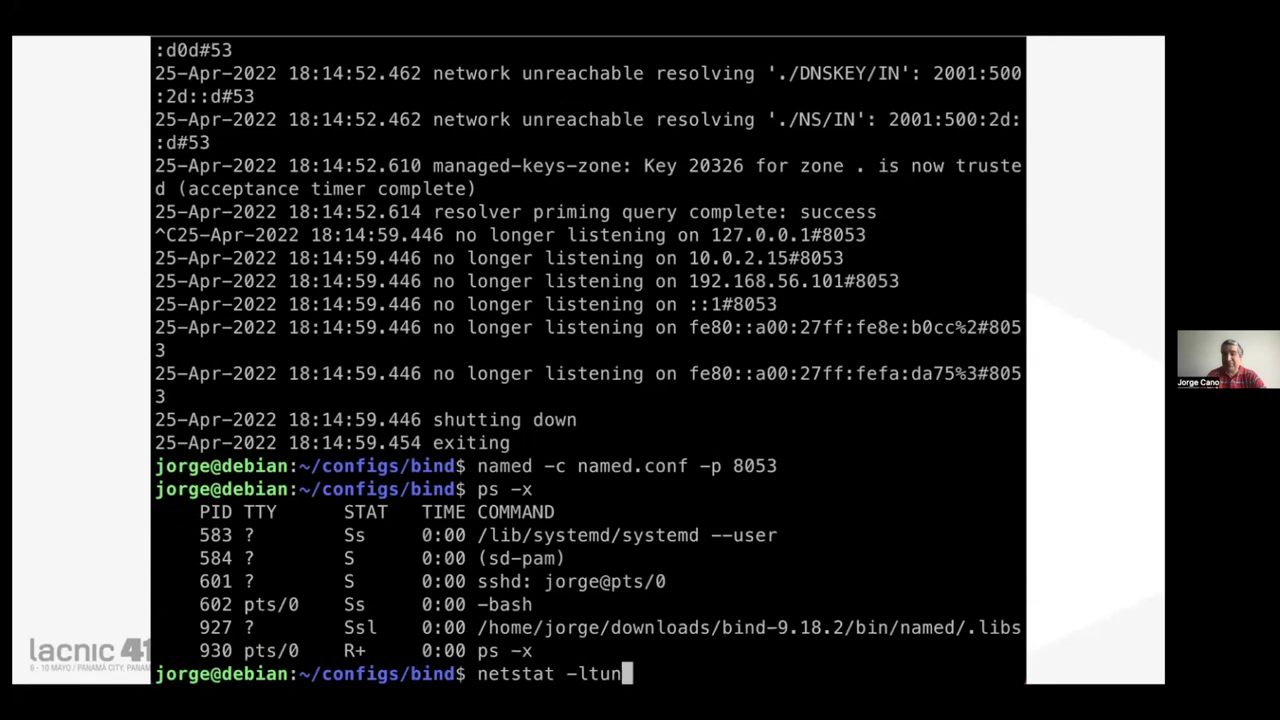 :d0d#53
25-Apr-2022 18:14:52.462 network unreachable resolving './DNSKEY/IN': 2001:500
:2d::d#53
25-Apr-2022 18:14:52.462 network unreachable resolving './NS/IN': 2001:500:2d:
:d#53
25-Apr-2022 18:14:52.610 managed-keys-zone: Key 20326 for zone . is now truste
d (acceptance timer complete)
25-Apr-2022 18:14:52.614 resolver priming query complete: success
^C25-Apr-2022 18:14:59.446 no longer listening on 127.0.0.1#8053
25-Apr-2022 18:14:59.446 no longer listening on 10.0.2.15#8053
25-Apr-2022 18:14:59.446 no longer listening on 192.168.56.101#8053
25-Apr-2022 18:14:59.446 no longer listening on ::1#8053
25-Apr-2022 18:14:59.446 no longer listening on fe80::a00:27ff:fe8e:b0cc%2#805
3
25-Apr-2022 18:14:59.446 no longer listening on fe80::a00:27ff:fefa:da75%3#805
3
25-Apr-2022 18:14:59.446 shutting down
25-Apr-2022 18:14:59.454 exiting
jorge@debian:~/configs/bind$ named -c named.conf -p 8053
jorge@debian:~/configs/bind$ ps -x
PID TTY STAT TIME COMMAND
583 ? Ss 0:00 /lib/systemd/systemd --user
584 ? S 0:00 (sd-pam)
601 ? S 0:00 sshd: jorge@pts/0
602 pts/0 Ss 0:00 -bash
927 ? Ssl 0:00 /home/jorge/downloads/bind-9.18.2/bin/named/.libs
930 pts/0 R+ 0:00 ps -x
jorge@debian:~/configs/bind$ netstat -ltun
lacnic 41
6 - 10 MAYO / PANAMÁ CITY, PANAM
Jorge Cano